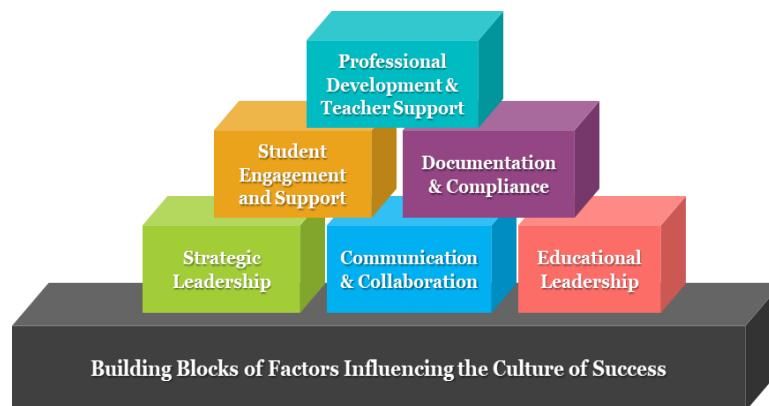 Professional
Development &
Teacher Support
Student
Engagement
and Support
Documentation
& Compliance
Strategic
Leadership
Communication
& Collaboration
Educational
Leadership
Building Blocks of Factors Influencing the Culture of Success